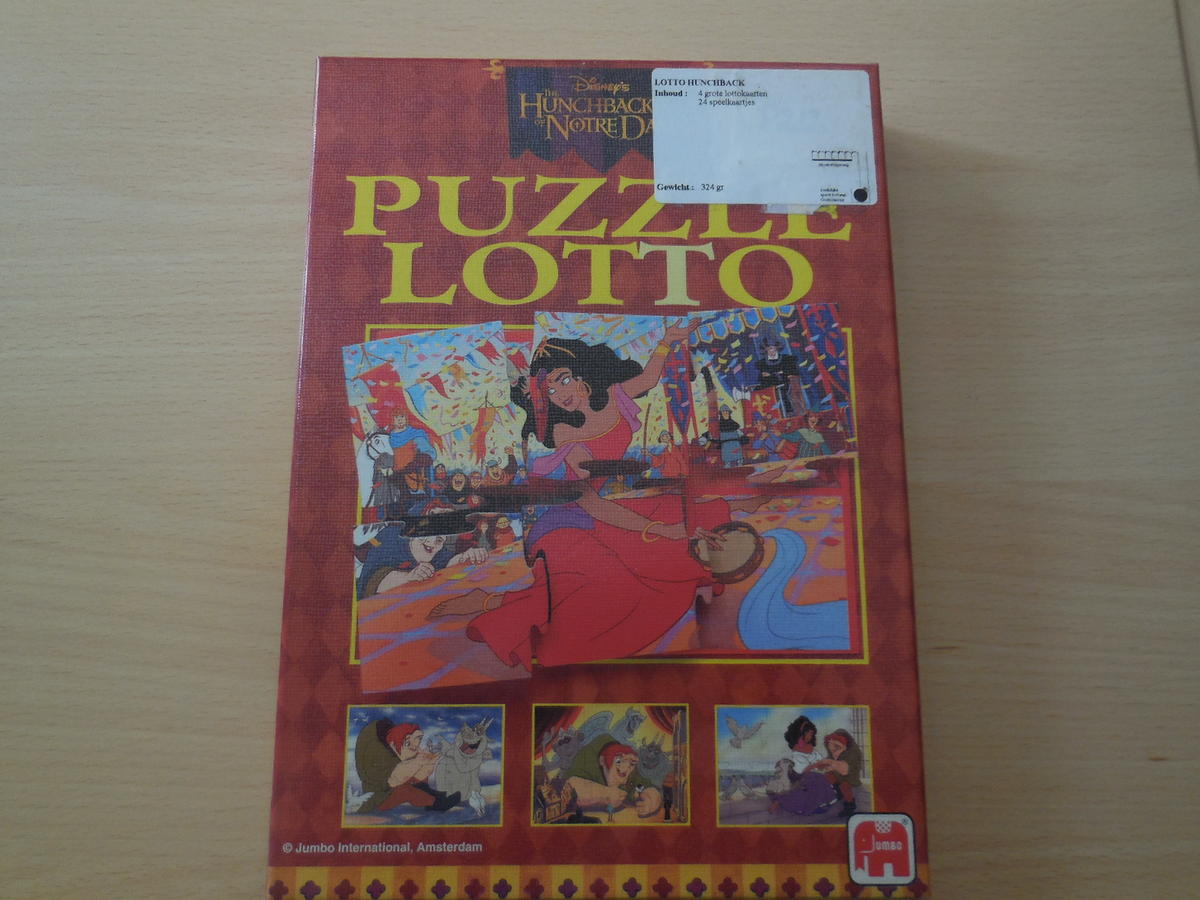 DISNEY'S
THE
HUNCHBACK
OF NOTRE DA
LOTTO HUNCHBACK
Inhoud : 4 grote lottokaarten
24 speelkaartjes
Gewicht : 324 gr
PUZZLE
LOTTO
© Jumbo International, Amsterdam
Jumbo
®